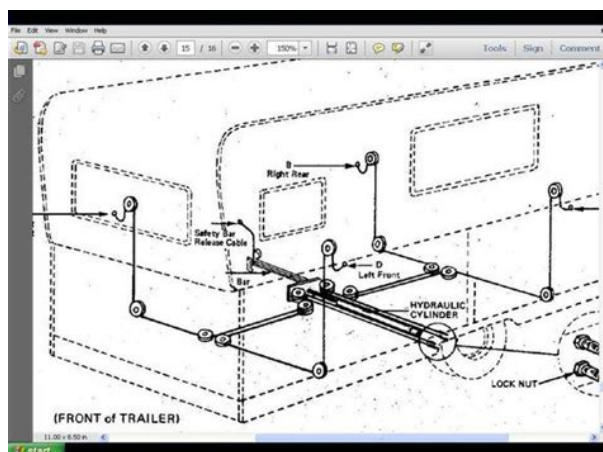 File Edit View Window Help
15 / 16
150%
Tools Sign Comment
B
Right Rear
Safety Bar
Release Cable
Bar
D
Left Front
HYDRAULIC
CYLINDER
LOCK NUT
(FRONT of TRAILER)
11.00 x 8.50 in
start